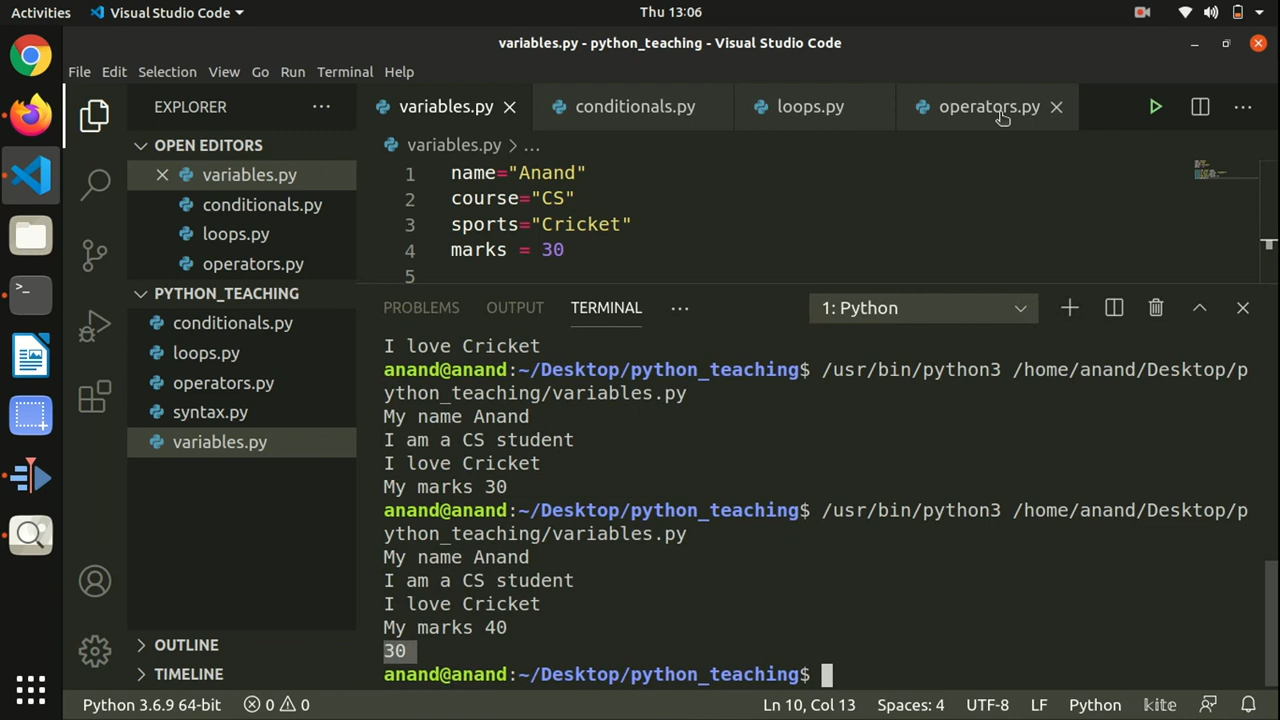 Activities Visual Studio Code Thu 13:06
variables.py - python_teaching - Visual Studio Code
File Edit Selection View Go Run Terminal Help
EXPLORER ... variables.py conditionals.py loops.py operators.py ...
OPEN EDITORS
variables.py
conditionals.py
loops.py
operators.py
PYTHON_TEACHING
conditionals.py
loops.py
operators.py
syntax.py
variables.py
OUTLINE
TIMELINE
variables.py > ...
1 name="Anand"
2 course="CS"
3 sports="Cricket"
4 marks = 30
5
PROBLEMS OUTPUT TERMINAL ... 1: Python
I love Cricket
anand@anand:~/Desktop/python_teaching$ /usr/bin/python3 /home/anand/Desktop/p
ython_teaching/variables.py
My name Anand
I am a CS student
I love Cricket
My marks 30
anand@anand:~/Desktop/python_teaching$ /usr/bin/python3 /home/anand/Desktop/p
ython_teaching/variables.py
My name Anand
I am a CS student
I love Cricket
My marks 40
30
anand@anand:~/Desktop/python_teaching$
Python 3.6.9 64-bit 0 0 Ln 10, Col 13 Spaces: 4 UTF-8 LF Python kite